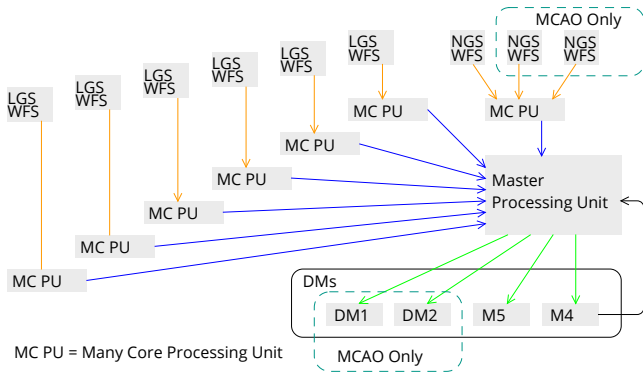 MCAO Only
LGS
WFS
LGS
WFS
LGS
WFS
LGS
WFS
LGS
WFS
LGS
WFS
NGS
WFS
NGS
WFS
NGS
WFS
MC PU
MC PU
MC PU
MC PU
MC PU
MC PU
MC PU
Master
Processing Unit
DMs
DM1
DM2
M5
M4
MC PU = Many Core Processing Unit
MCAO Only